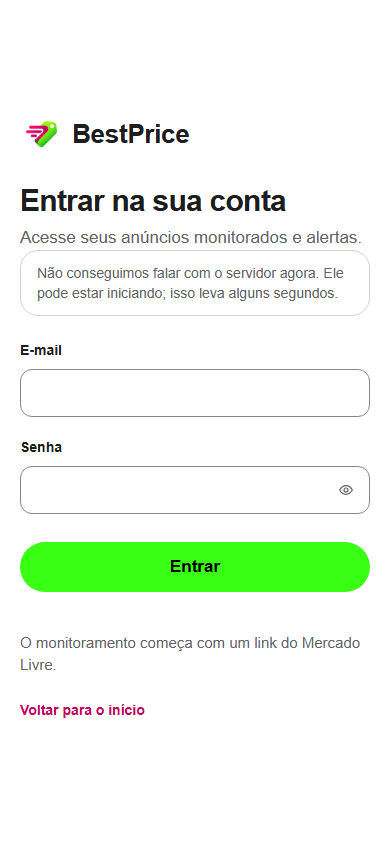 BestPrice
Entrar na sua conta
Acesse seus anúncios monitorados e alertas.
Não conseguimos falar com o servidor agora. Ele
pode estar iniciando; isso leva alguns segundos.
E-mail
Senha
Entrar
O monitoramento começa com um link do Mercado
Livre.
Voltar para o início